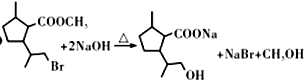 COOCH₃
Br
+2NaOH
△
COONa
OH
+NaBr+CH₃OH